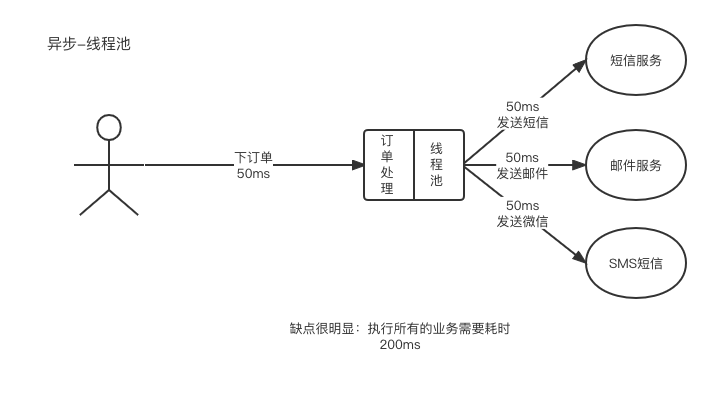 异步-线程池
短信服务
50ms
发送短信
下订单
50ms
订
单
处
理
线
程
池
50ms
发送邮件
邮件服务
50ms
发送微信
SMS短信
缺点很明显：执行所有的业务需要耗时
200ms